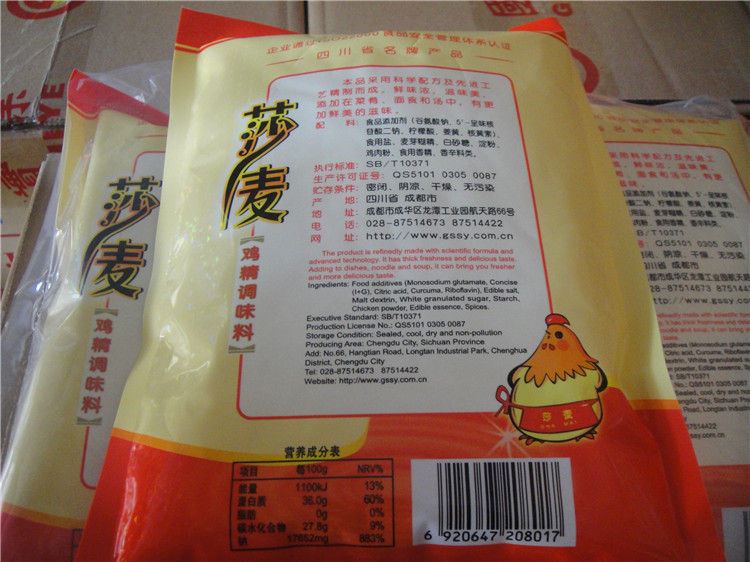 企业通过ISO22000食品安全管理体系认证
四川省名牌产品
本品采用科学配方及先进工
艺精制而成，鲜味浓，滋味美，
添加在菜肴、面食和汤中，有更
加鲜美的滋味。
配 料: 食品添加剂（谷氨酸钠、5'-呈味核
苷酸二钠、柠檬酸、姜黄、核黄素）、
食用盐、麦芽糊精、白砂糖、淀粉、
鸡肉粉、食用香精、香辛料类。
执行标准: SB/T10371
生产许可证号: QS5101 0305 0087
贮存条件: 密闭、阴凉、干燥、无污染
产 地: 四川省 成都市
地 址: 成都市成华区龙潭工业园航天路66号
电 话: 028-87514673 87514422
网 址: http://www.gssy.com.cn
The product is refinedly made with scientific formula and
advanced technology. It has thick freshness and delicious taste.
Adding to dishes, noodle and soup, it can bring you fresher
and more delicious taste.
Ingredients: Food additives (Monosodium glutamate, Concise
(I+G), Citric acid, Curcuma, Riboflavin), Edible salt,
Malt dextrin, White granulated sugar, Starch,
Chicken powder, Edible essence, Spices.
Executive Standard: SB/T10371
Production License No.: QS5101 0305 0087
Storage Condition: Sealed, cool, dry and non-pollution
Producing Area: Chengdu City, Sichuan Province
Add: No.66, Hangtian Road, Longtan Industrial Park, Chenghua
District, Chengdu City
Tel: 028-87514673 87514422
Website: http://www.gssy.com.cn
莎麦
【鸡精调味料】
莎麦
SHA MAI
营养成分表
项目 每100g NRV%
能量 1100kJ 13%
蛋白质 36.0g 60%
脂肪 0g 0%
碳水化合物 27.8g 9%
钠 17662mg 883%
6 920647 208017
莎麦
【鸡精调味料】